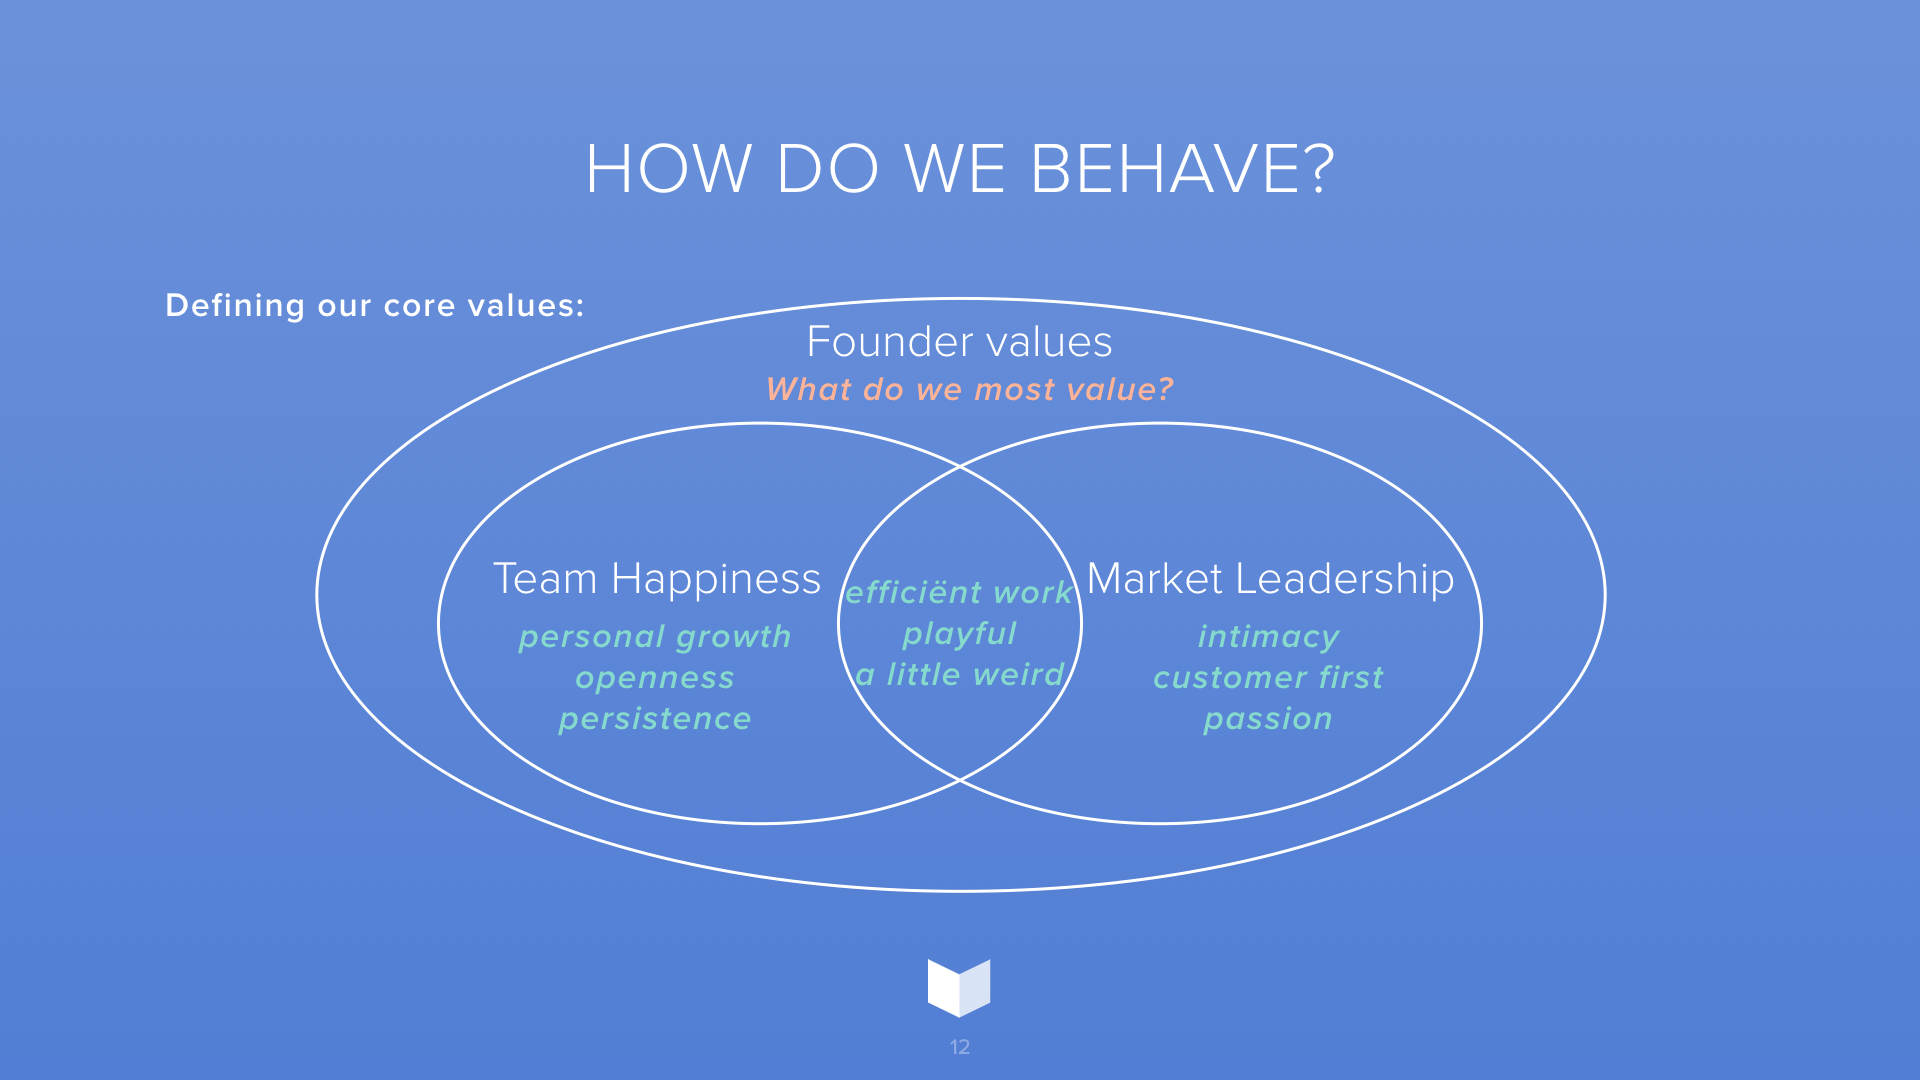 HOW DO WE BEHAVE?
Defining our core values:
Founder values
What do we most value?
Team Happiness
personal growth
openness
persistence
efficiënt work
playful
a little weird
Market Leadership
intimacy
customer first
passion
12